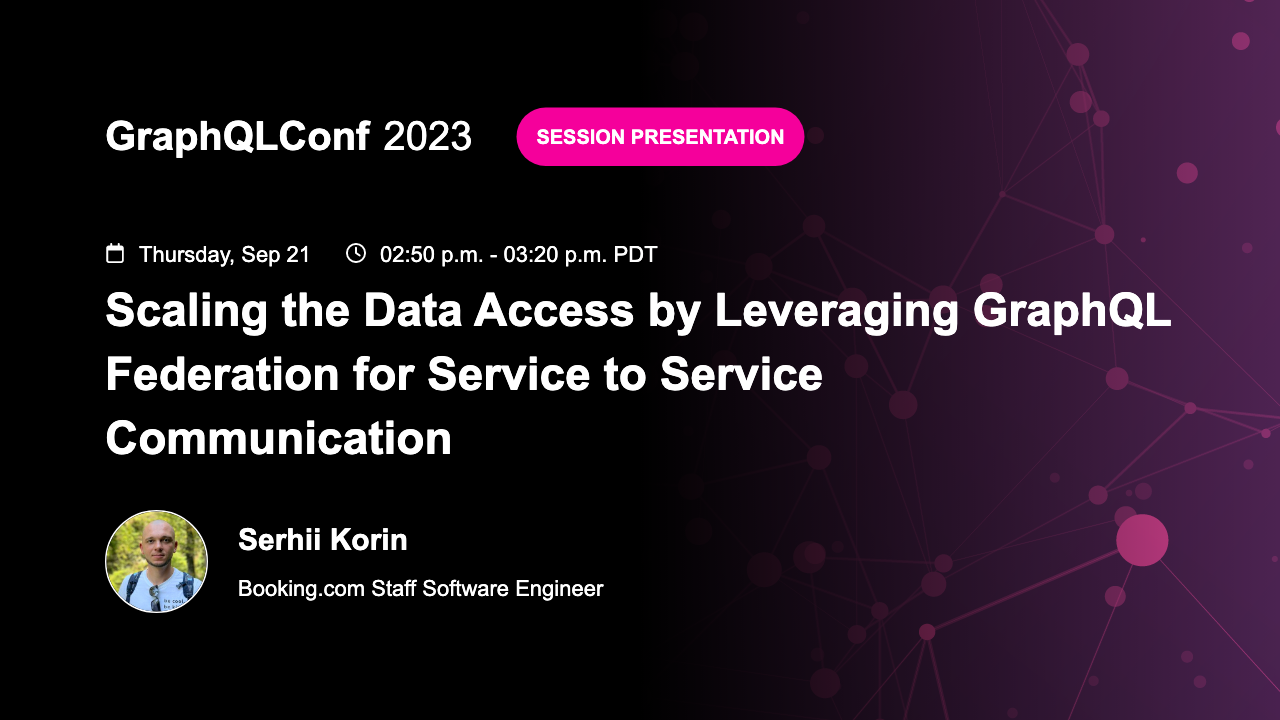 GraphQLConf 2023
SESSION PRESENTATION
Thursday, Sep 21
02:50 p.m. - 03:20 p.m. PDT
Scaling the Data Access by Leveraging GraphQL
Federation for Service to Service
Communication
Serhii Korin
Booking.com Staff Software Engineer